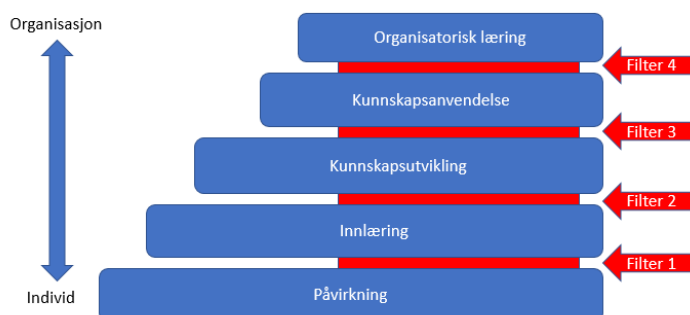 Organisasjon
Organisatorisk læring
Filter 4
Kunnskapsanvendelse
Filter 3
Kunnskapsutvikling
Filter 2
Innlæring
Filter 1
Individ
Påvirkning